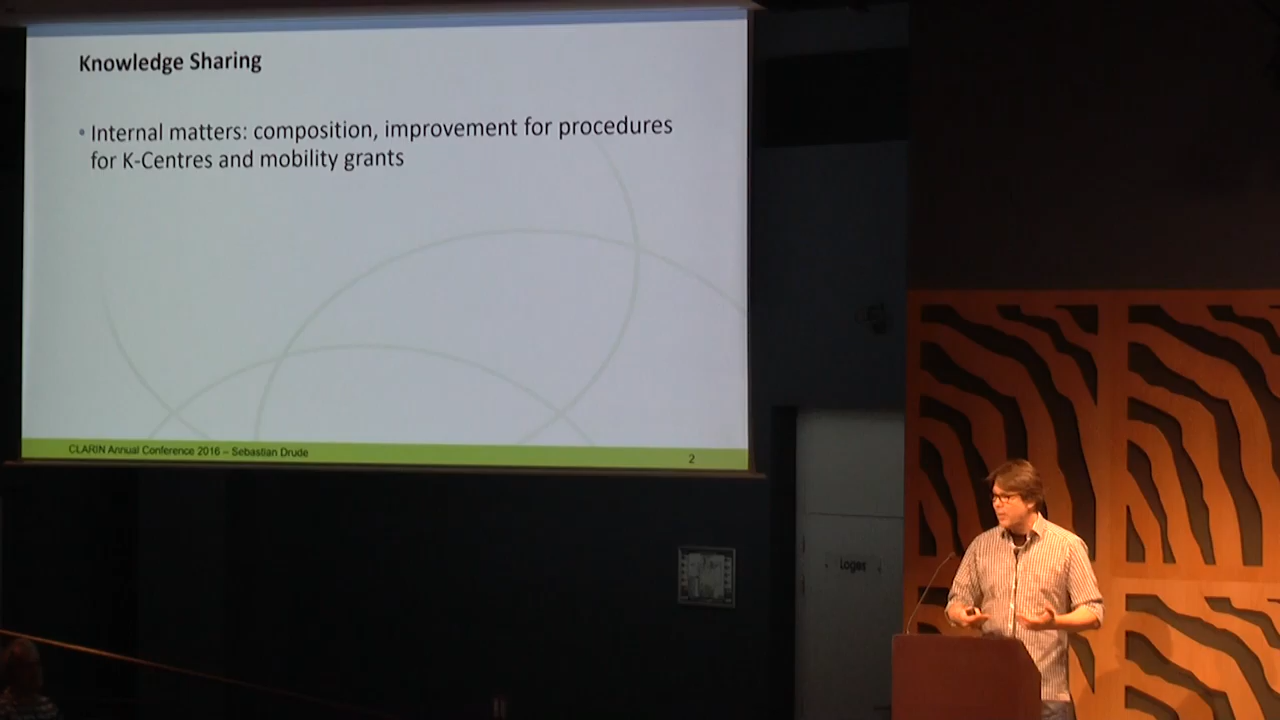 Knowledge Sharing
• Internal matters: composition, improvement for procedures
for K-Centres and mobility grants
CLARIN Annual Conference 2016 – Sebastian Drude
2
Loges